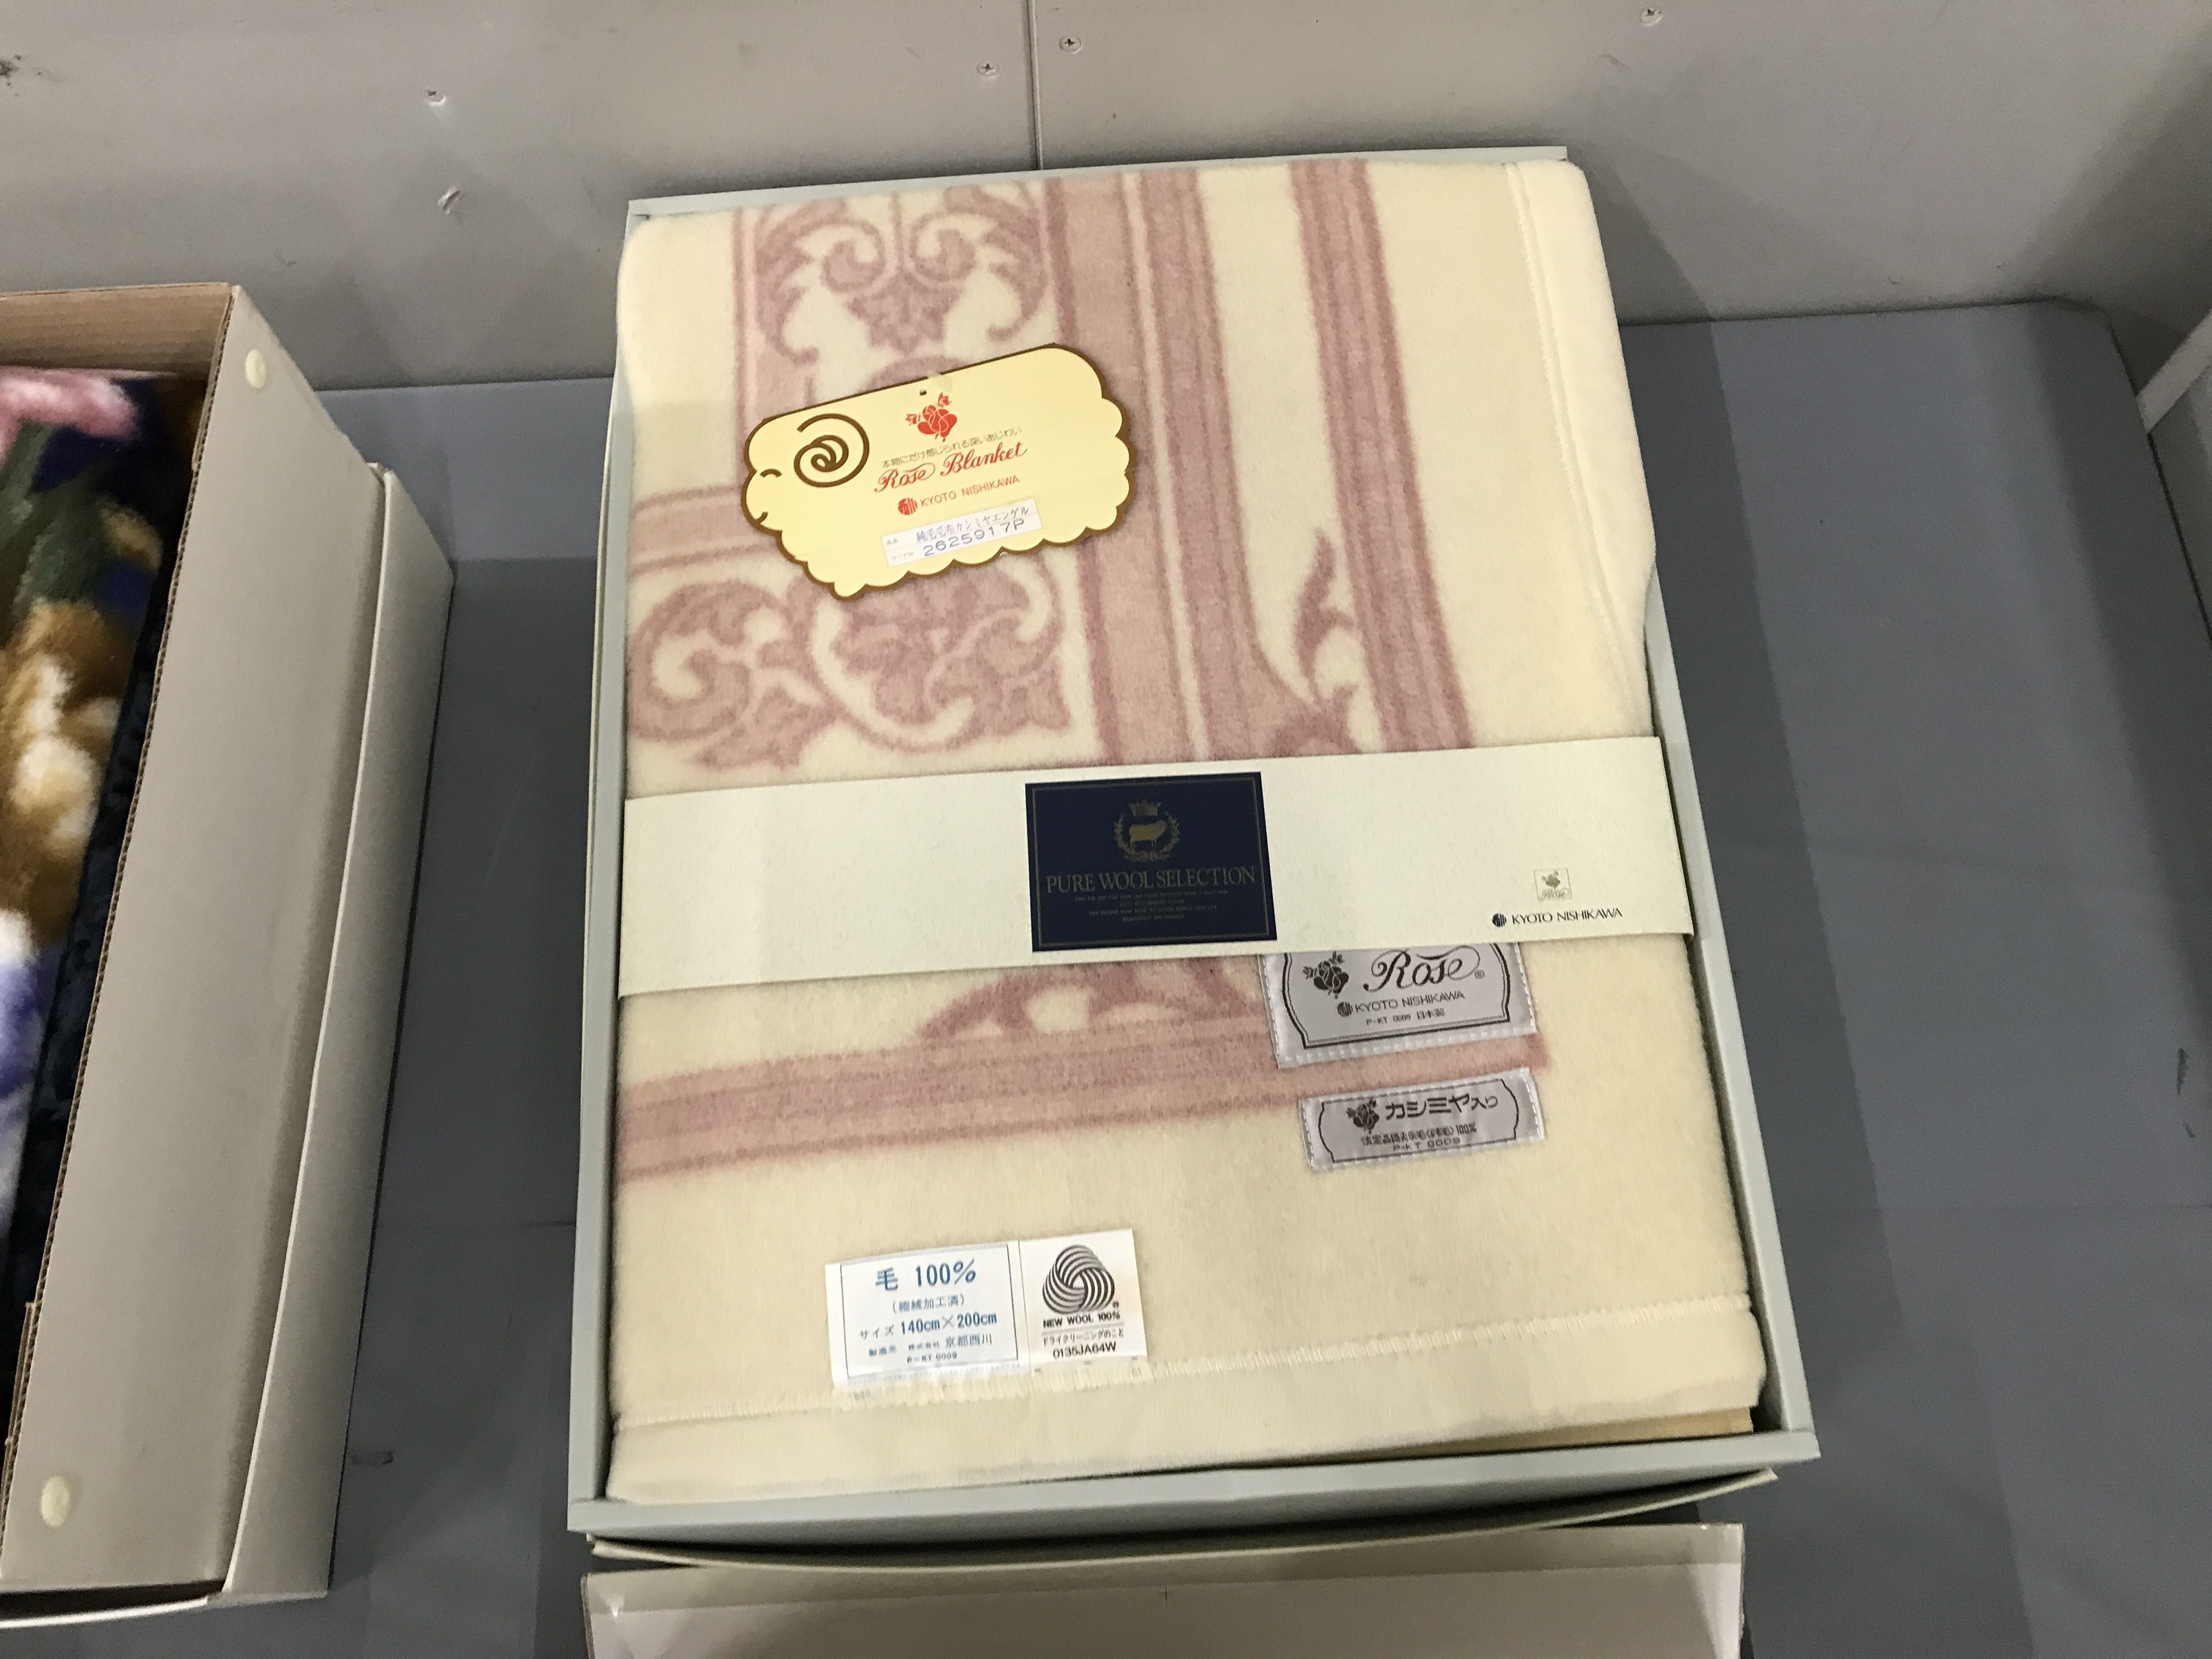 本物にだけ感じられる深いあじわい
Rose Blanket
KYOTO NISHIKAWA
品名 純毛毛布カシミヤエンゲル
2625917P
PURE WOOL SELECTION
Rose
KYOTO NISHIKAWA
Rose®
KYOTO NISHIKAWA
P-KT 0009 日本製
カシミヤ入り
P-KT 0009
毛 100%
(縮絨加工済)
サイズ 140cm×200cm
製造元 株式会社 京都西川
P-KT 0009
NEW WOOL 100%
ドライクリーニングのこと
0135JA64W